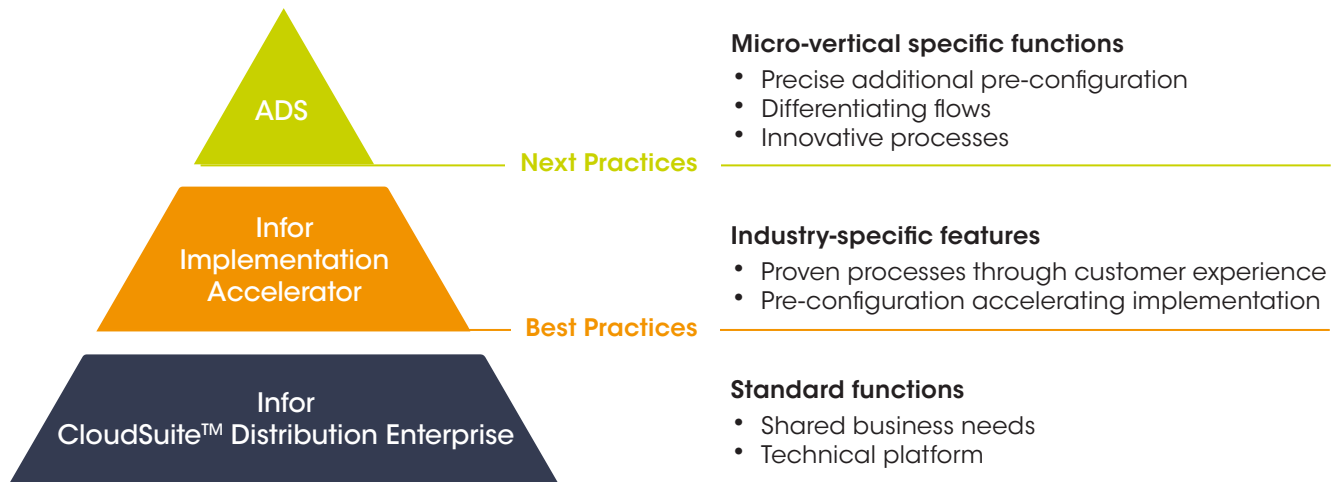 ADS
Micro-vertical specific functions
• Precise additional pre-configuration
• Differentiating flows
• Innovative processes
Next Practices
Infor
Implementation
Accelerator
Industry-specific features
• Proven processes through customer experience
• Pre-configuration accelerating implementation
Best Practices
Infor
CloudSuite™ Distribution Enterprise
Standard functions
• Shared business needs
• Technical platform